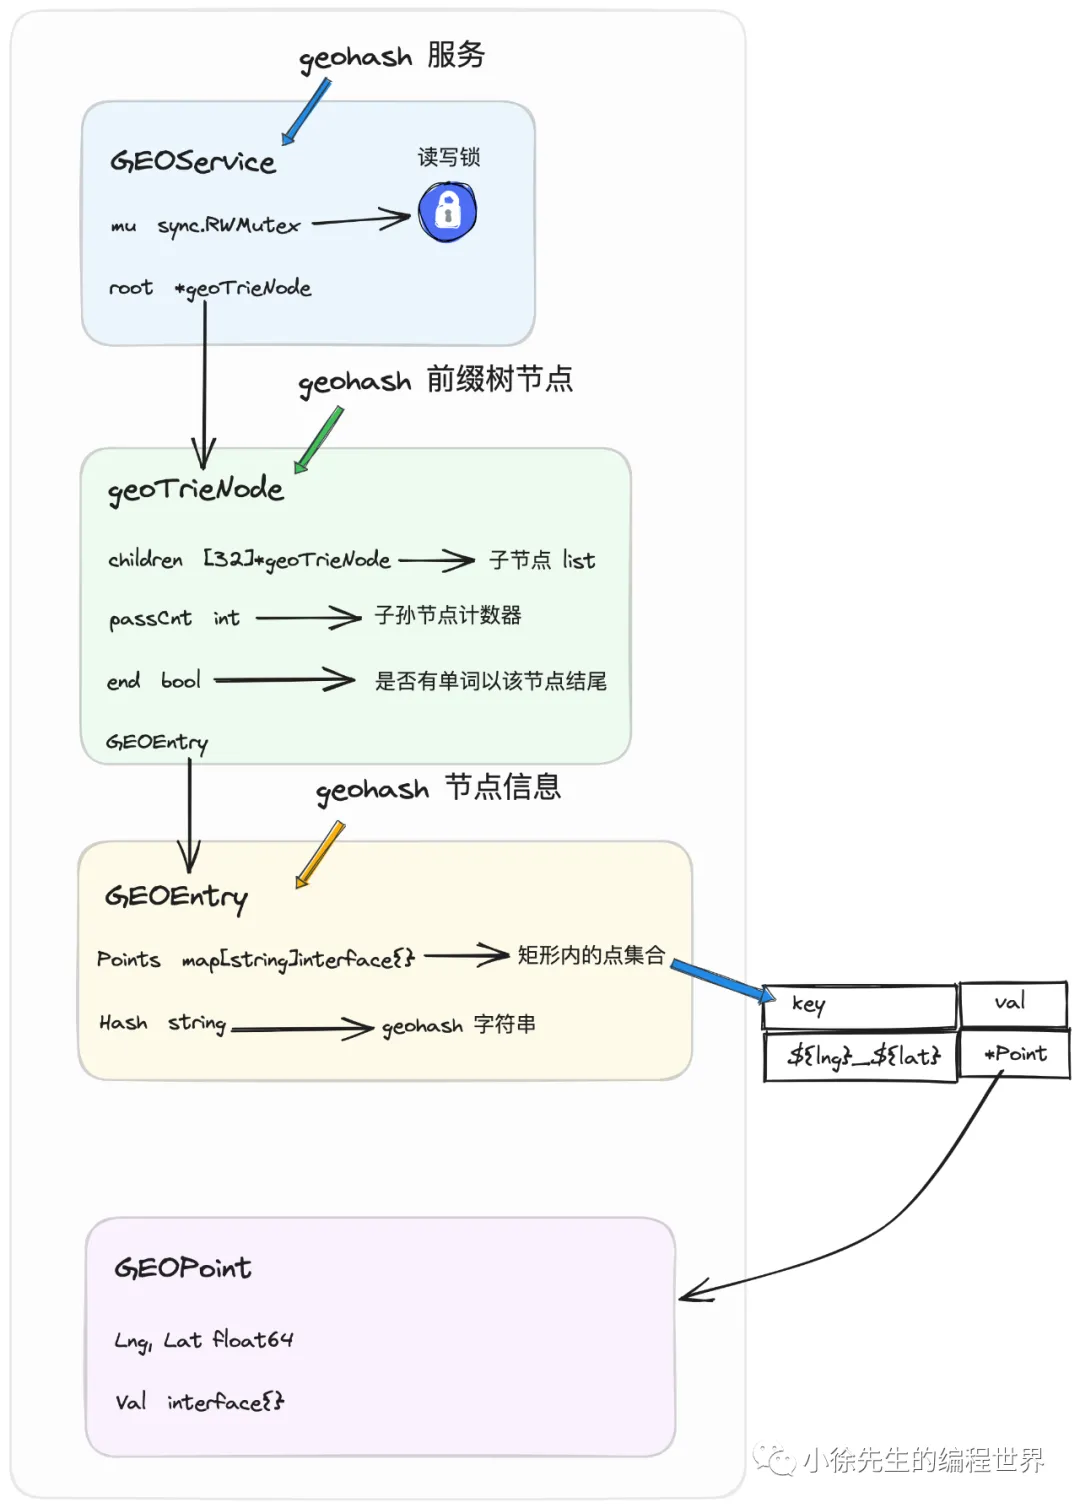 geohash 服务
GEOService
读写锁
mu sync.RWMutex
root *geoTrieNode
geohash 前缀树节点
geoTrieNode
children [32]*geoTrieNode 子节点 list
passCnt int 子孙节点计数器
end bool 是否有单词以该节点结尾
GEOEntry
geohash 节点信息
GEOEntry
Points map[string]interface{} 矩形内的点集合
key val
Hash string geohash 字符串
${lng}_${lat} *Point
GEOPoint
Lng, Lat float64
Val interface{}
小徐先生的编程世界